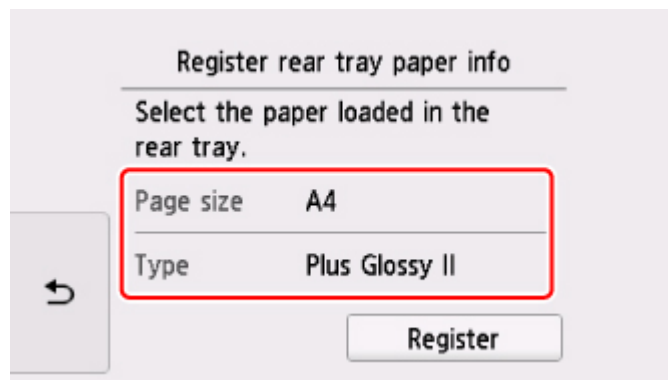 Register rear tray paper info
Select the paper loaded in the
rear tray.
Page size A4
Type Plus Glossy II
Register